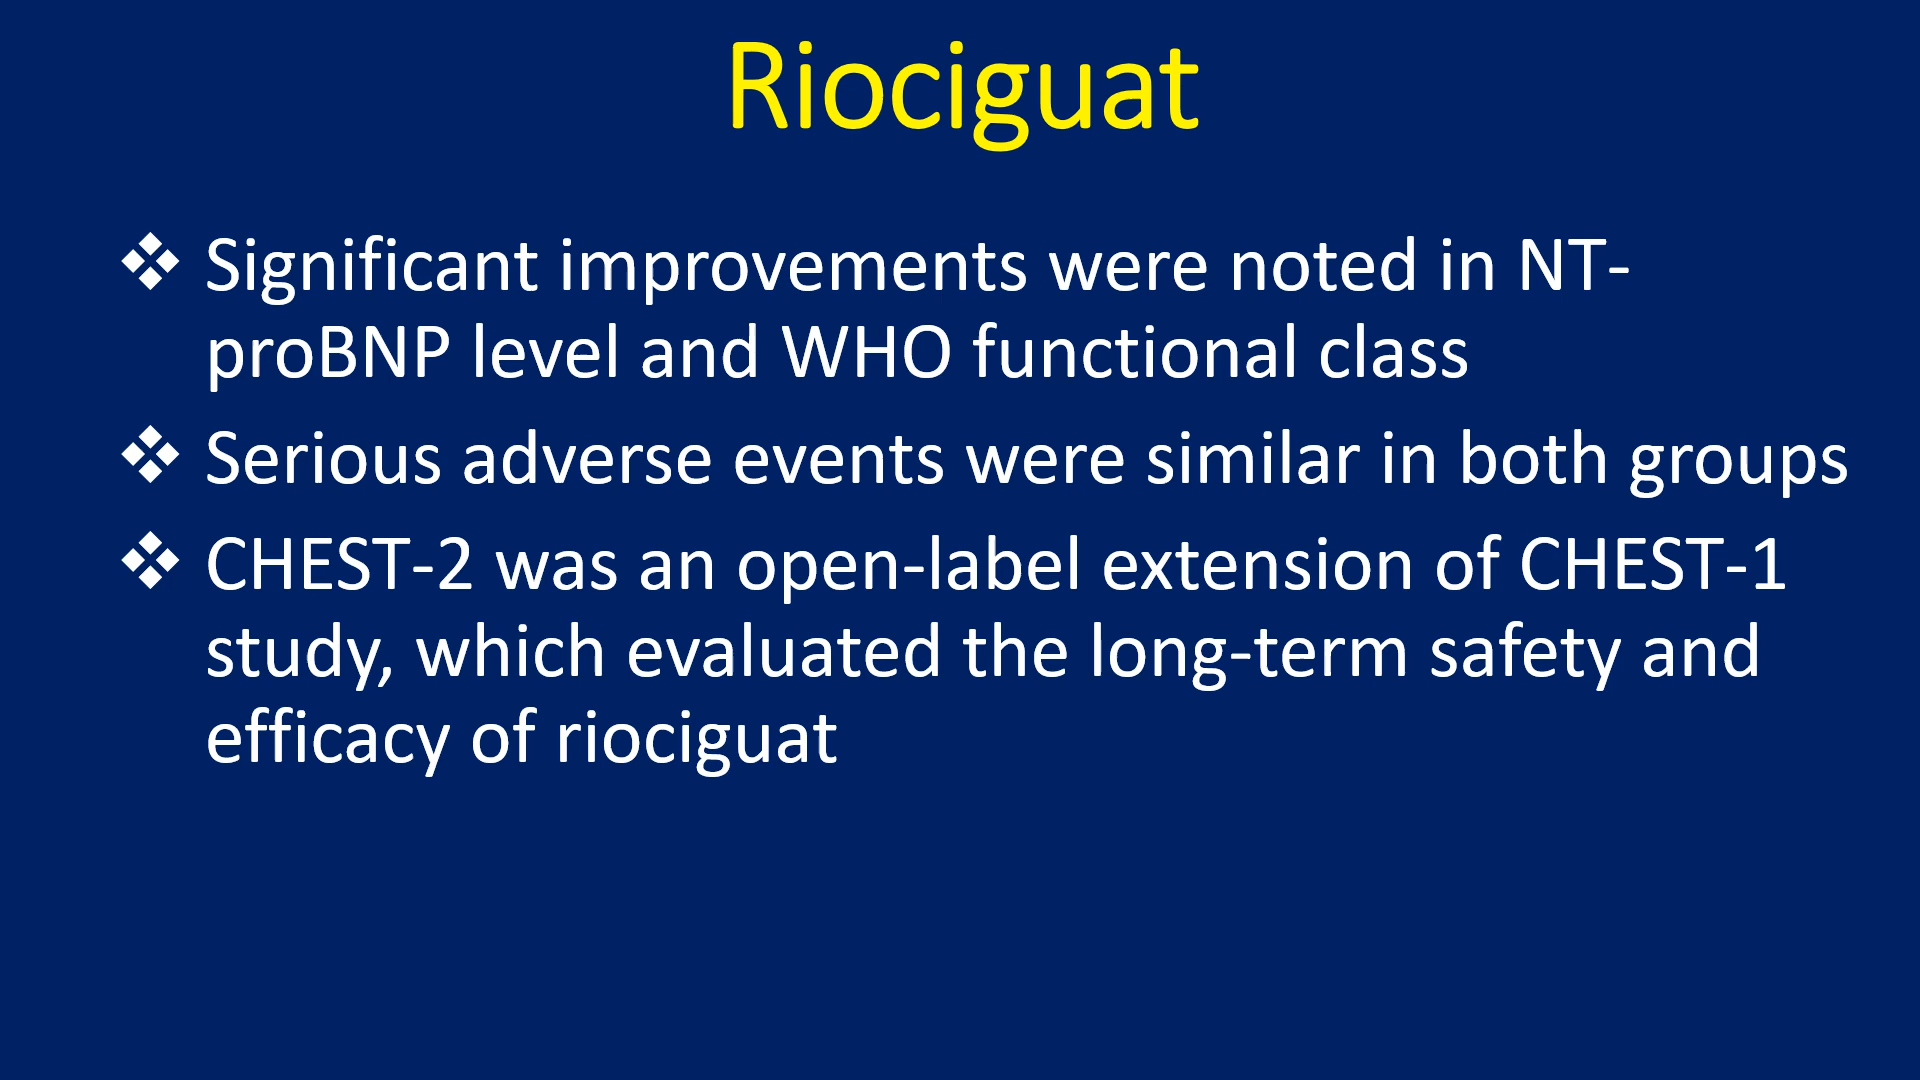 Riociguat
❖ Significant improvements were noted in NT-
proBNP level and WHO functional class
❖ Serious adverse events were similar in both groups
❖ CHEST-2 was an open-label extension of CHEST-1
study, which evaluated the long-term safety and
efficacy of riociguat